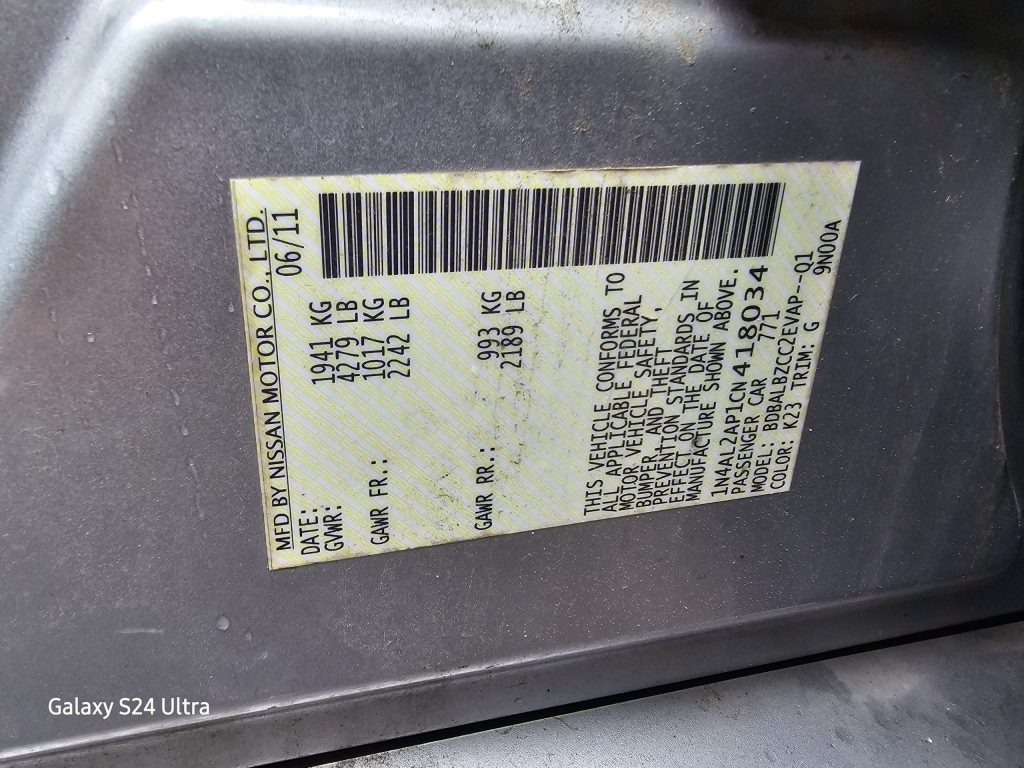 MFD BY NISSAN MOTOR CO., LTD.
DATE: 06/11
GVWR: 1941 KG
4279 LB
GAWR FR.: 1017 KG
2242 LB
GAWR RR.: 993 KG
2189 LB
THIS VEHICLE CONFORMS TO
ALL APPLICABLE FEDERAL
MOTOR VEHICLE SAFETY,
BUMPER, AND THEFT
PREVENTION STANDARDS IN
EFFECT ON THE DATE OF
MANUFACTURE SHOWN ABOVE.
1N4AL2AP1CN418034
PASSENGER CAR 771
MODEL: BDBALBZCC2EVAP--Q1
COLOR: K23 TRIM: G 9N00A
Galaxy S24 Ultra